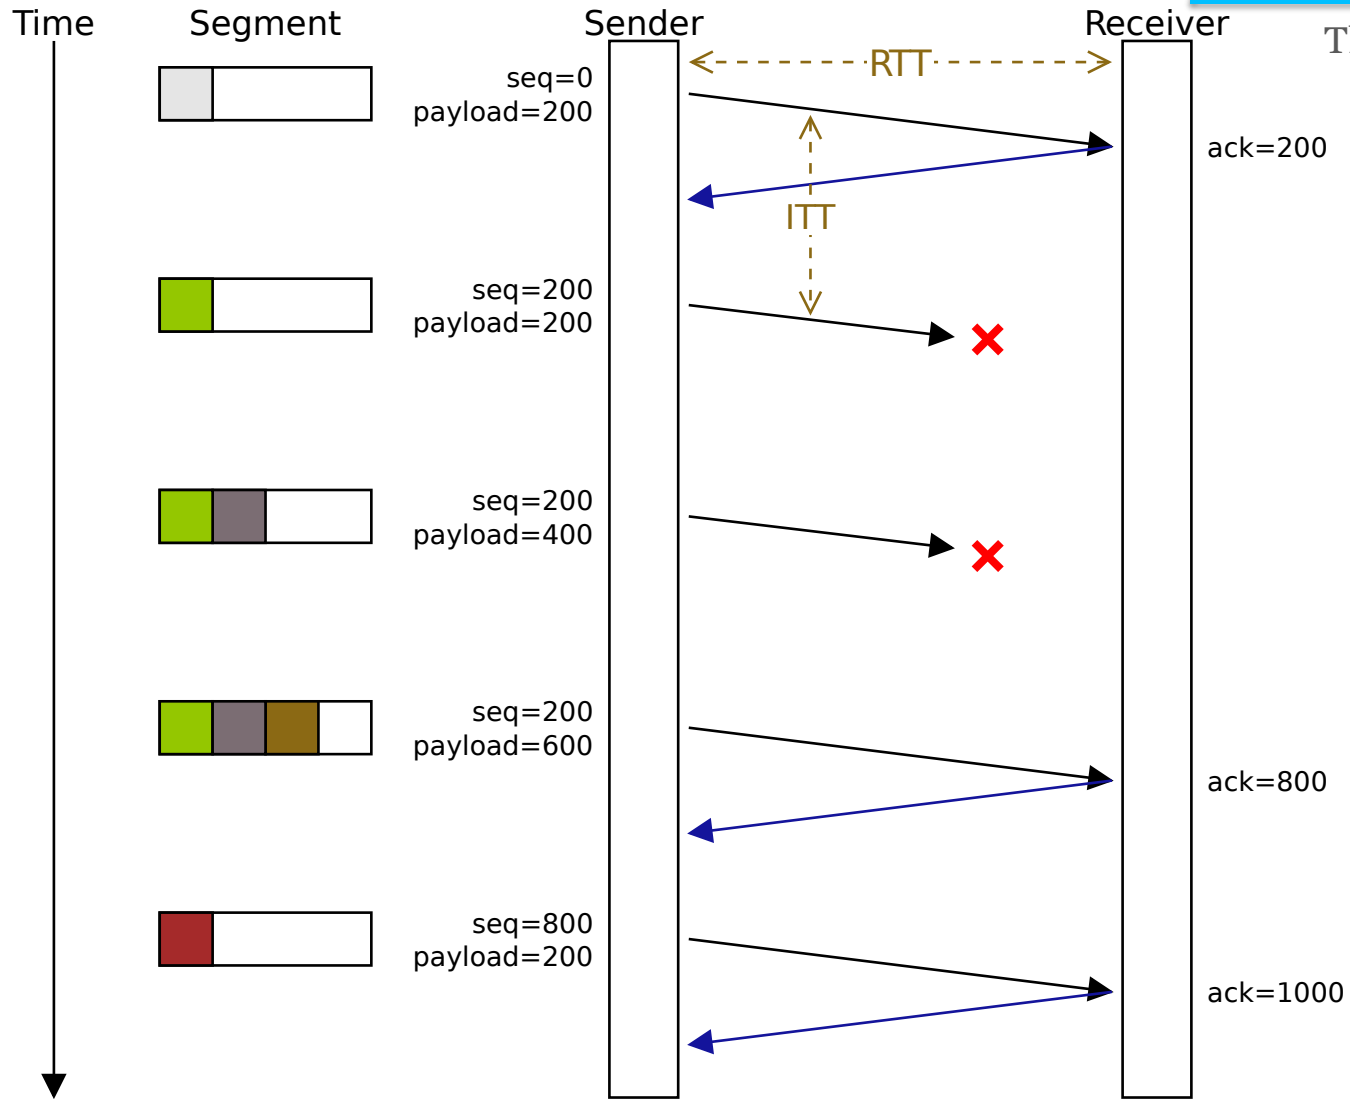 Time
Segment
Sender
Receiver
RTT
seq=0
payload=200
ack=200
ITT
seq=200
payload=200
seq=200
payload=400
seq=200
payload=600
ack=800
seq=800
payload=200
ack=1000